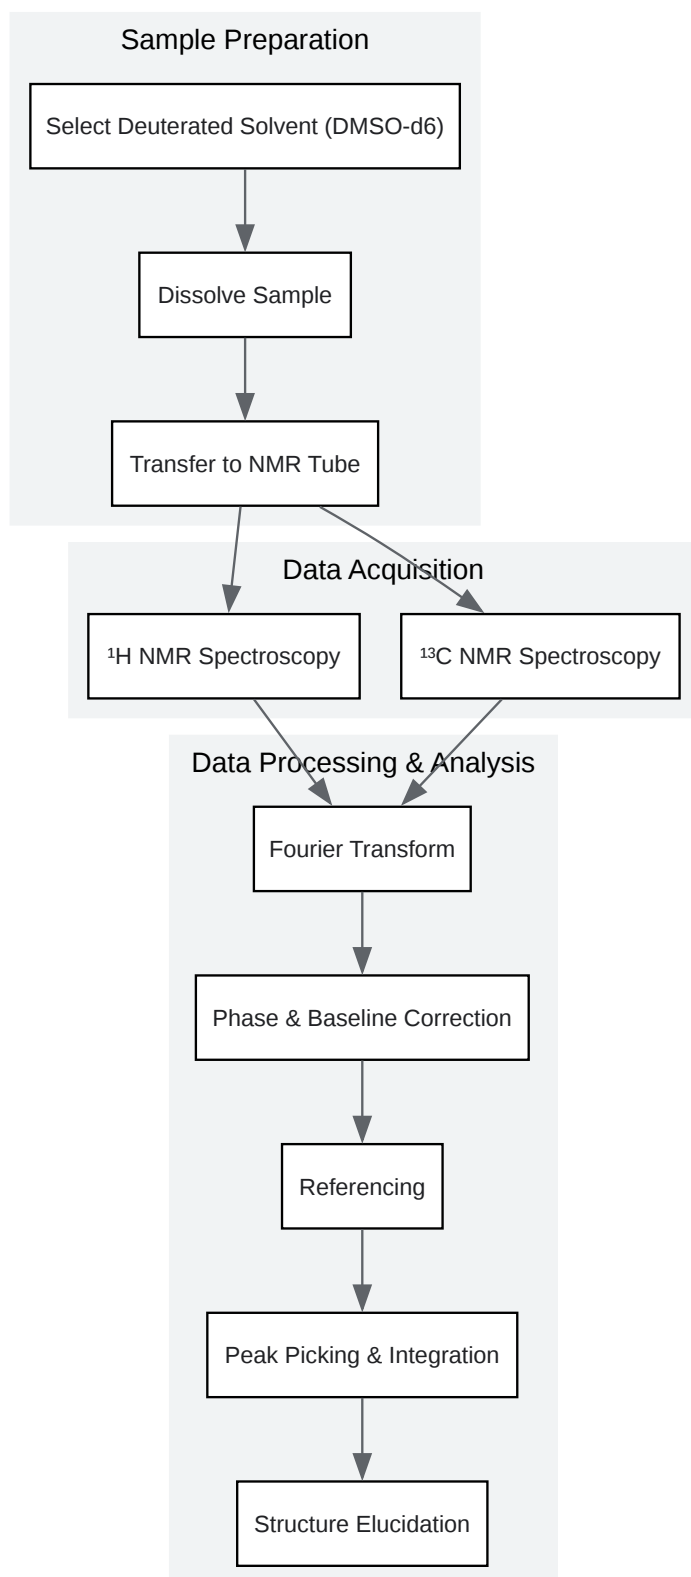 Sample Preparation
Select Deuterated Solvent (DMSO-d6)
Dissolve Sample
Transfer to NMR Tube
Data Acquisition
¹H NMR Spectroscopy
¹³C NMR Spectroscopy
Data Processing & Analysis
Fourier Transform
Phase & Baseline Correction
Referencing
Peak Picking & Integration
Structure Elucidation